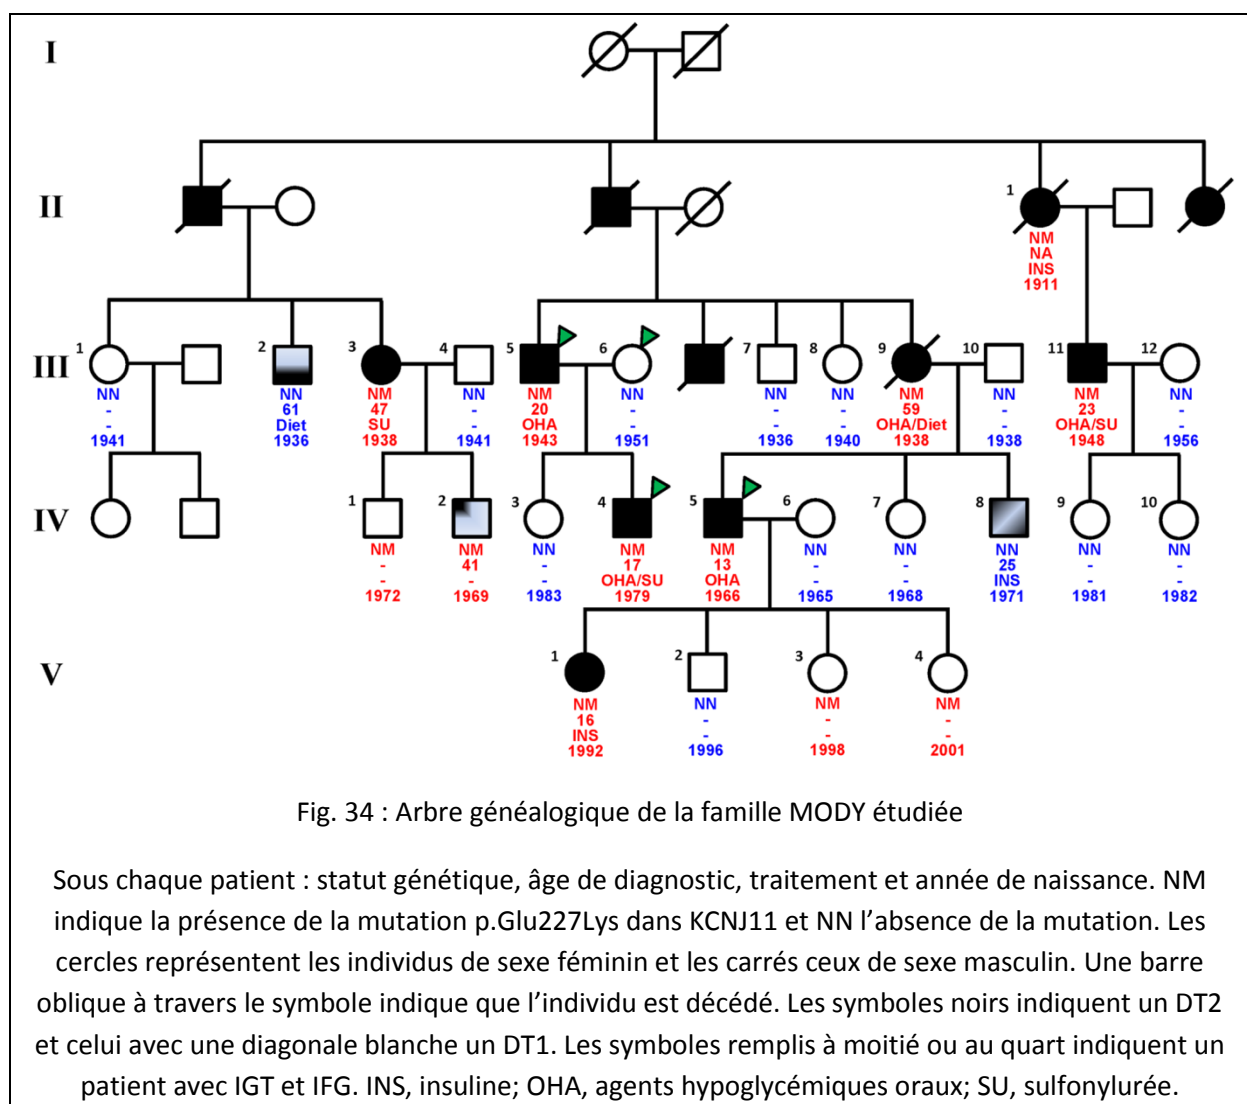 I
II
1
NM
NA
INS
1911
III
1 2 3 4 5 6 7 8 9 10 11 12
NN NN NM NN NM NN NN NN NM NN NM NN
- 61 47 - 20 - - - 59 - 23 -
- Diet SU - OHA - - - OHA/Diet - OHA/SU -
1941 1936 1938 1941 1943 1951 1936 1940 1938 1938 1948 1956
IV
1 2 3 4 5 6 7 8 9 10
NM NM NN NM NM NN NN NN NN NN
- 41 - 17 13 - - 25 - -
- - - OHA/SU OHA - - INS - -
1972 1969 1983 1979 1966 1965 1968 1971 1981 1982
V
1 2 3 4
NM NN NM NM
16 - - -
INS - - -
1992 1996 1998 2001
Fig. 34 : Arbre généalogique de la famille MODY étudiée
Sous chaque patient : statut génétique, âge de diagnostic, traitement et année de naissance. NM
indique la présence de la mutation p.Glu227Lys dans KCNJ11 et NN l’absence de la mutation. Les
cercles représentent les individus de sexe féminin et les carrés ceux de sexe masculin. Une barre
oblique à travers le symbole indique que l’individu est décédé. Les symboles noirs indiquent un DT2
et celui avec une diagonale blanche un DT1. Les symboles remplis à moitié ou au quart indiquent un
patient avec IGT et IFG. INS, insuline; OHA, agents hypoglycémiques oraux; SU, sulfonylurée.